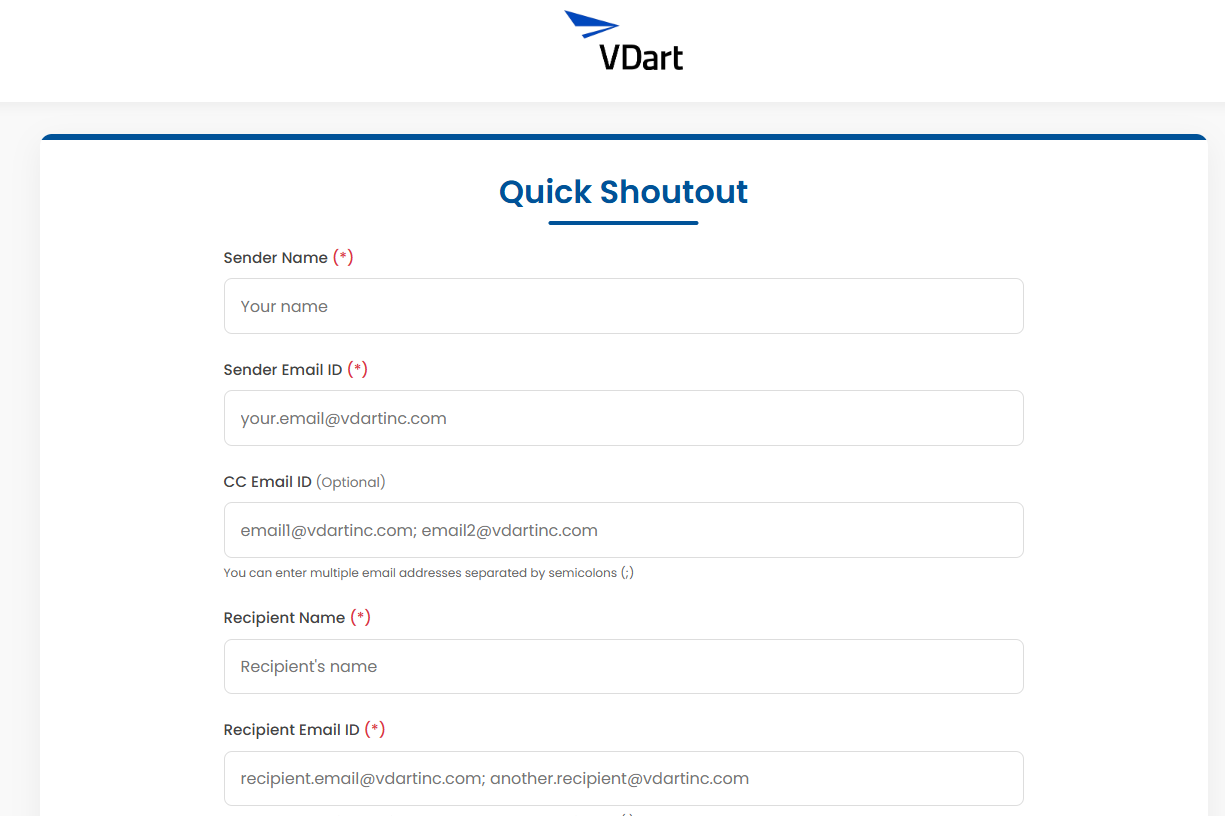 VDart
Quick Shoutout
Sender Name (*)
Your name
Sender Email ID (*)
your.email@vdartinc.com
CC Email ID (Optional)
email1@vdartinc.com; email2@vdartinc.com
You can enter multiple email addresses separated by semicolons (;)
Recipient Name (*)
Recipient's name
Recipient Email ID (*)
recipient.email@vdartinc.com; another.recipient@vdartinc.com